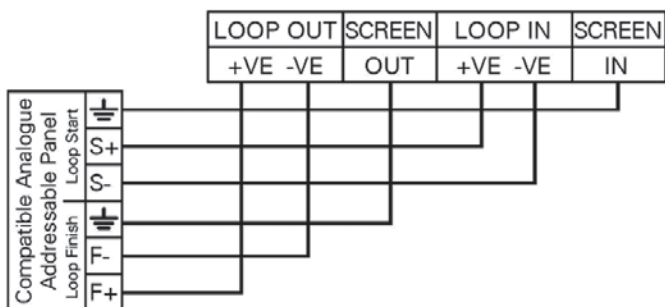 LOOP OUT SCREEN LOOP IN SCREEN
+VE -VE OUT +VE -VE IN
Compatible Analogue
Addressable Panel
Loop Start
S+
S-
Loop Finish
F-
F+